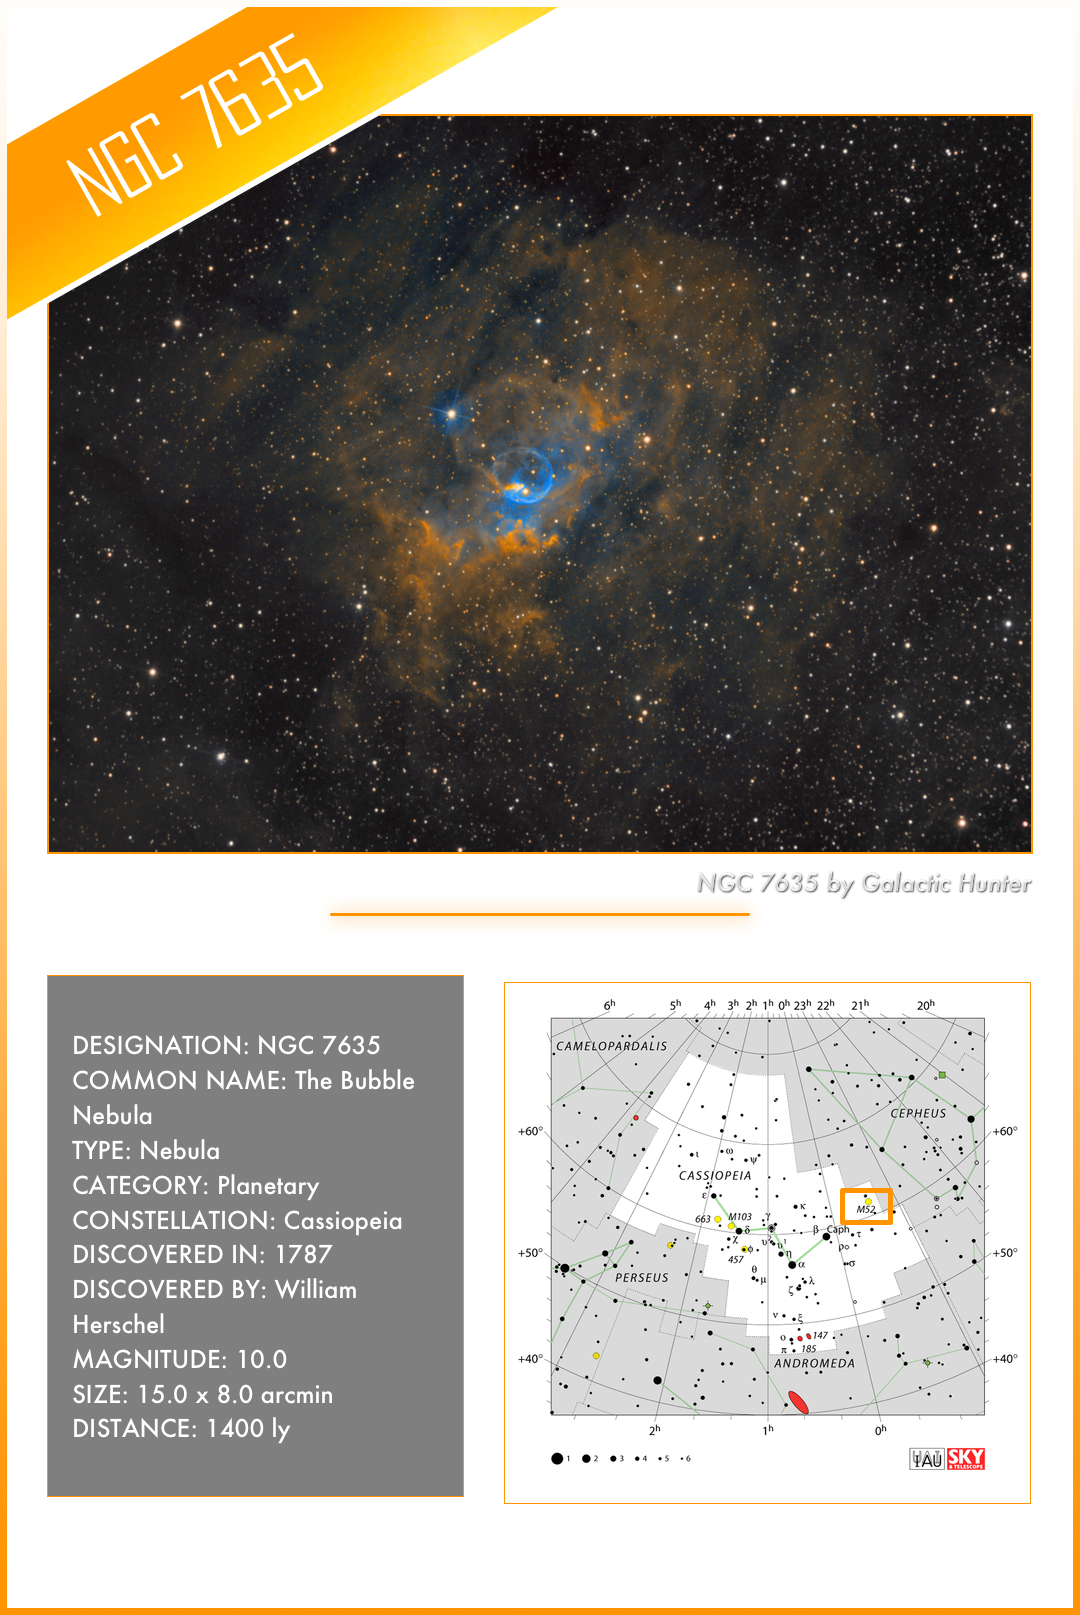 NGC 7635
NGC 7635 by Galactic Hunter
DESIGNATION: NGC 7635
COMMON NAME: The Bubble
Nebula
TYPE: Nebula
CATEGORY: Planetary
CONSTELLATION: Cassiopeia
DISCOVERED IN: 1787
DISCOVERED BY: William
Herschel
MAGNITUDE: 10.0
SIZE: 15.0 x 8.0 arcmin
DISTANCE: 1400 ly
6h 5h 4h 3h 2h 1h 0h 23h 22h 21h 20h
CAMELOPARDALIS
CEPHEUS
+60° +60°
ι ω ψ
CASSIOPEIA
ε κ
M52
663 M103 δ γ β Caph τ
χ υ² υ¹ ρ
+50° 457 φ η +50°
θ α σ
PERSEUS μ ζ λ
ν ξ
ο 147
π 185
+40° ANDROMEDA +40°
2h 1h 0h
1 2 3 4 5 6
IAU SKY
& TELESCOPE